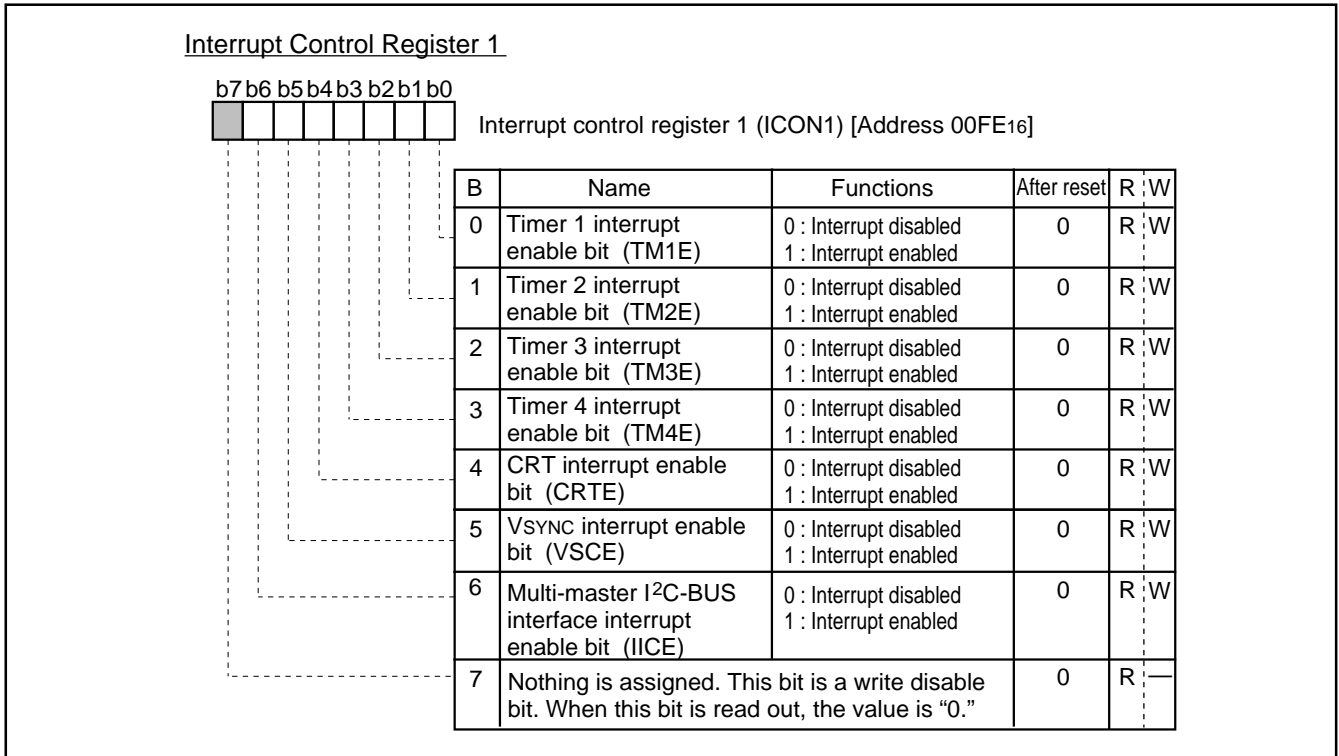 Interrupt Control Register 1
b7 b6 b5 b4 b3 b2 b1 b0
Interrupt control register 1 (ICON1) [Address 00FE16]
B Name Functions After reset R W
0 Timer 1 interrupt enable bit (TM1E) 0 : Interrupt disabled 1 : Interrupt enabled 0 R W
1 Timer 2 interrupt enable bit (TM2E) 0 : Interrupt disabled 1 : Interrupt enabled 0 R W
2 Timer 3 interrupt enable bit (TM3E) 0 : Interrupt disabled 1 : Interrupt enabled 0 R W
3 Timer 4 interrupt enable bit (TM4E) 0 : Interrupt disabled 1 : Interrupt enabled 0 R W
4 CRT interrupt enable bit (CRTE) 0 : Interrupt disabled 1 : Interrupt enabled 0 R W
5 VSYNC interrupt enable bit (VSCE) 0 : Interrupt disabled 1 : Interrupt enabled 0 R W
6 Multi-master I2C-BUS interface interrupt enable bit (IICE) 0 : Interrupt disabled 1 : Interrupt enabled 0 R W
7 Nothing is assigned. This bit is a write disable bit. When this bit is read out, the value is “0.” 0 R —